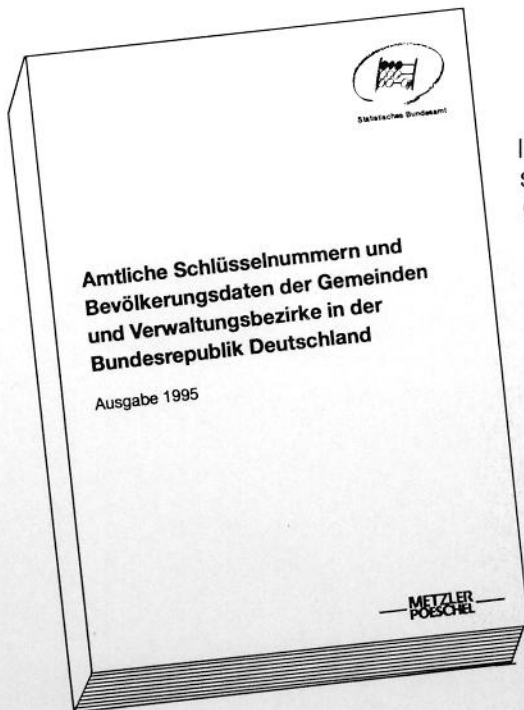 Statistisches Bundesamt
Amtliche Schlüsselnummern und
Bevölkerungsdaten der Gemeinden
und Verwaltungsbezirke in der
Bundesrepublik Deutschland
Ausgabe 1995
METZLER
POESCHEL